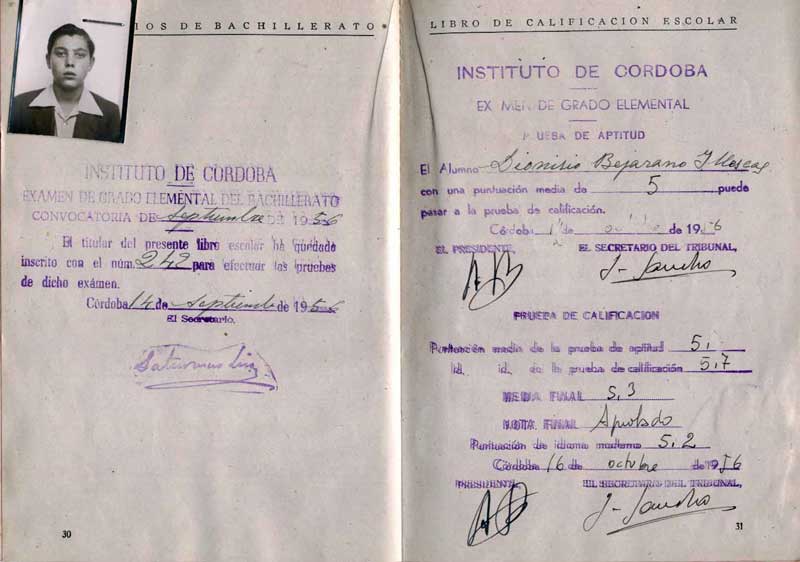 IOS DE BACHILLERATO
INSTITUTO DE CORDOBA
EXAMEN DE GRADO ELEMENTAL DEL BACHILLERATO
CONVOCATORIA DE Septiembre DE 1956
El titular del presente libro escolar ha quedado
inscrito con el núm. 242 para efectuar las pruebas
de dicho exámen.
Córdoba 14 de Septiembre de 1956
El Secretario.
30
LIBRO DE CALIFICACION ESCOLAR
INSTITUTO DE CORDOBA
EX MEN DE GRADO ELEMENTAL
PRUEBA DE APTITUD
El Alumno Dionisio Bejarano Illescas
con una puntuación media de 5 puede
pasar a la prueba de calificación.
Córdoba 1 de de 1956
EL PRESIDENTE, EL SECRETARIO DEL TRIBUNAL,
J. Sancho
PRUEBA DE CALIFICACION
Puntuación media de la prueba de aptitud 5.
Id. id. de la prueba de calificación 5,7
MEDIA FINAL 5,3
NOTA FINAL Aprobado
Puntuación de idioma moderno 5,2
Córdoba 16 de octubre de 1956
PRESIDENTE, EL SECRETARIO DEL TRIBUNAL,
J. Sancho
31